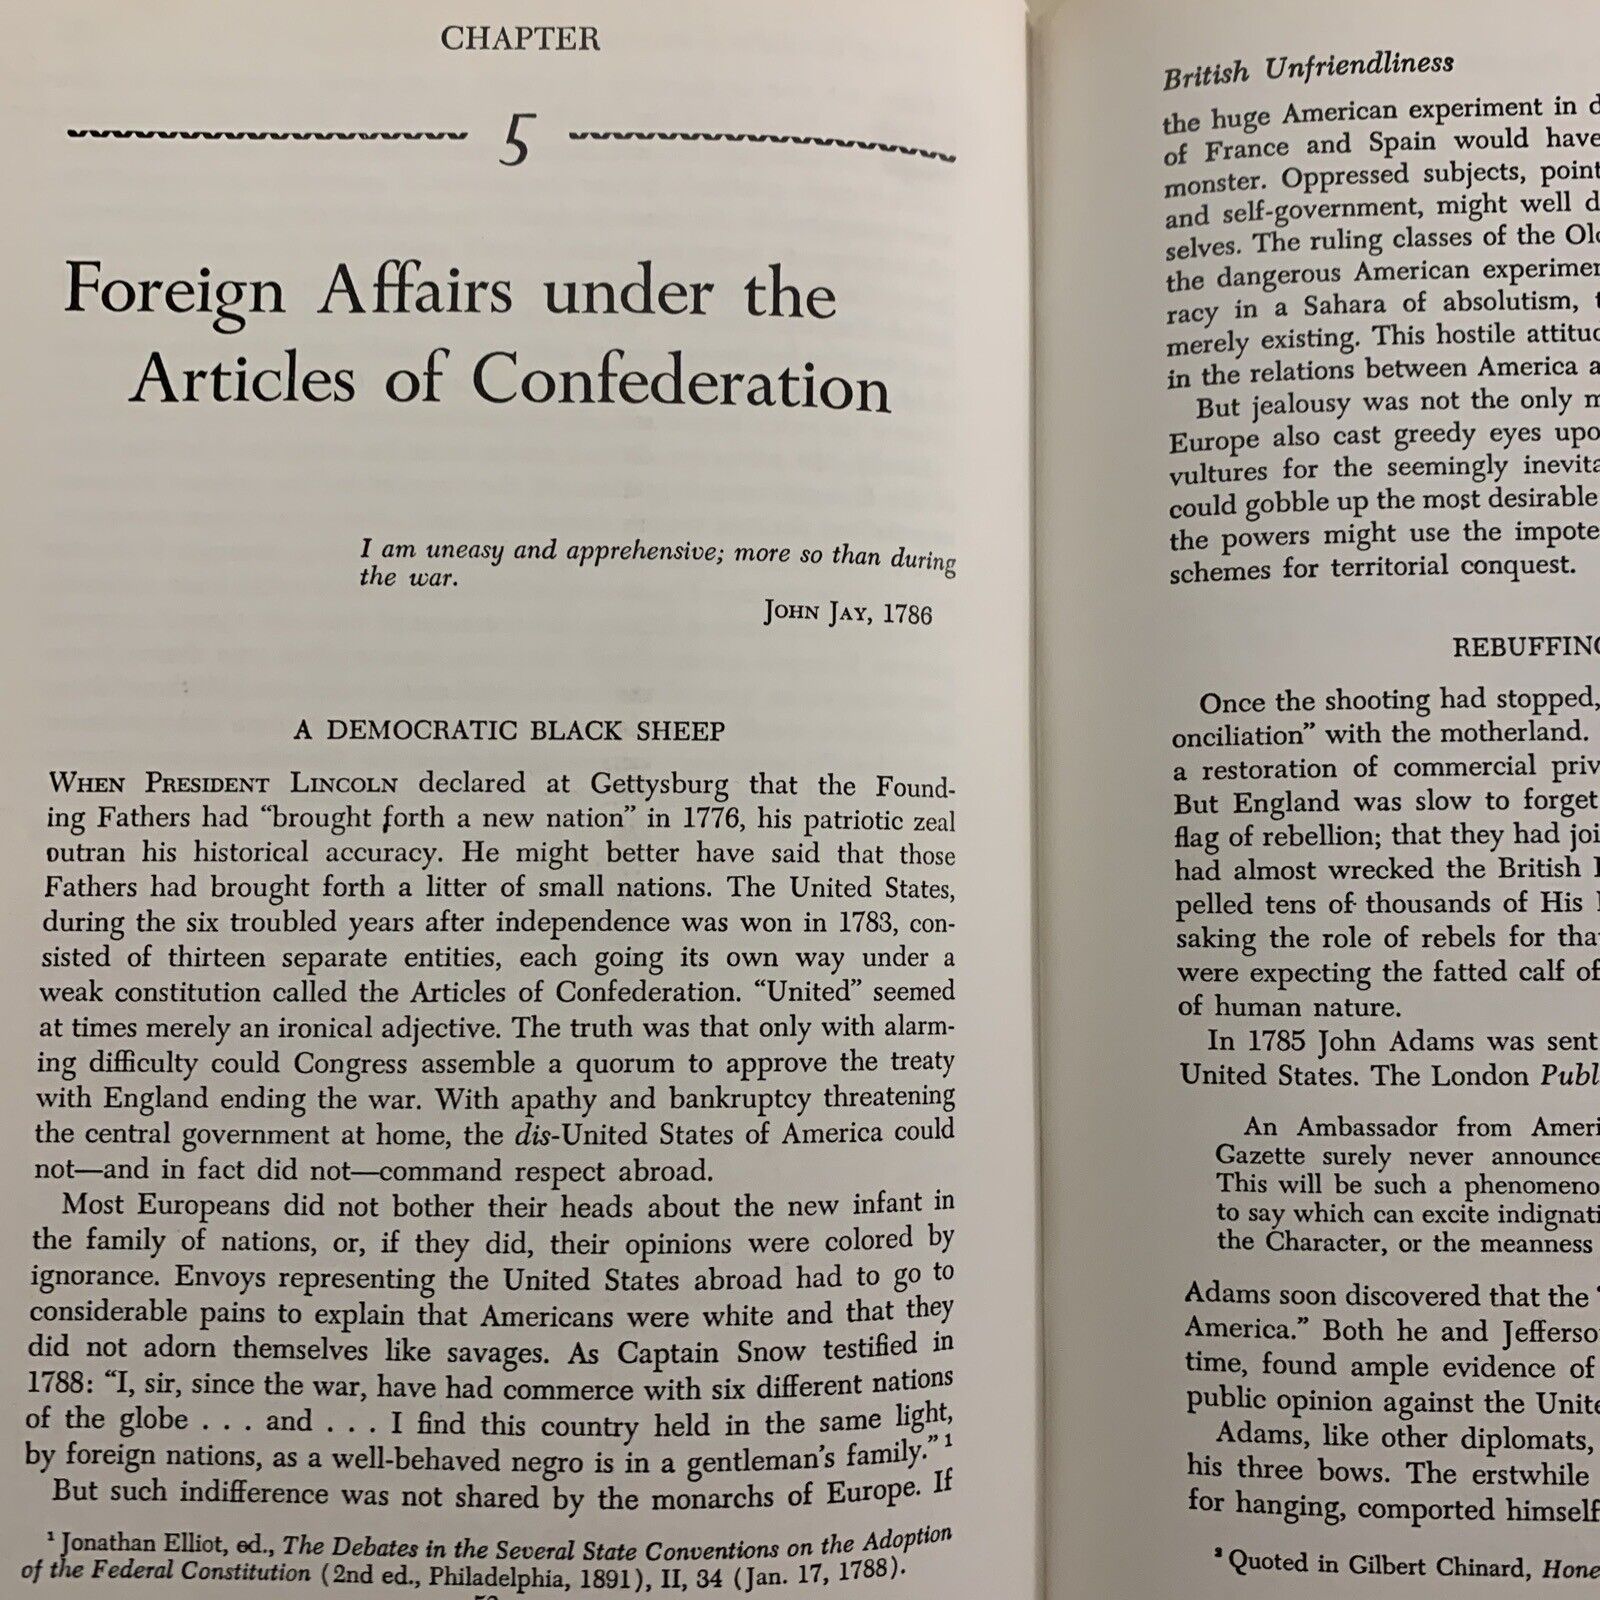 CHAPTER
5
Foreign Affairs under the
Articles of Confederation
I am uneasy and apprehensive; more so than during
the war.
John Jay, 1786
A DEMOCRATIC BLACK SHEEP
When President Lincoln declared at Gettysburg that the Found-
ing Fathers had “brought forth a new nation” in 1776, his patriotic zeal
outran his historical accuracy. He might better have said that those
Fathers had brought forth a litter of small nations. The United States,
during the six troubled years after independence was won in 1783, con-
sisted of thirteen separate entities, each going its own way under a
weak constitution called the Articles of Confederation. “United” seemed
at times merely an ironical adjective. The truth was that only with alarm-
ing difficulty could Congress assemble a quorum to approve the treaty
with England ending the war. With apathy and bankruptcy threatening
the central government at home, the dis-United States of America could
not—and in fact did not—command respect abroad.
Most Europeans did not bother their heads about the new infant in
the family of nations, or, if they did, their opinions were colored by
ignorance. Envoys representing the United States abroad had to go to
considerable pains to explain that Americans were white and that they
did not adorn themselves like savages. As Captain Snow testified in
1788: “I, sir, since the war, have had commerce with six different nations
of the globe . . . and . . . I find this country held in the same light,
by foreign nations, as a well-behaved negro is in a gentleman’s family.”¹
But such indifference was not shared by the monarchs of Europe. If
¹ Jonathan Elliot, ed., The Debates in the Several State Conventions on the Adoption
of the Federal Constitution (2nd ed., Philadelphia, 1891), II, 34 (Jan. 17, 1788).
British Unfriendliness
the huge American experiment in d
of France and Spain would have
monster. Oppressed subjects, point
and self-government, might well d
selves. The ruling classes of the Old
the dangerous American experimen
racy in a Sahara of absolutism, t
merely existing. This hostile attitud
in the relations between America a
But jealousy was not the only m
Europe also cast greedy eyes upo
vultures for the seemingly inevita
could gobble up the most desirable
the powers might use the impote
schemes for territorial conquest.
REBUFFING
Once the shooting had stopped,
onciliation” with the motherland.
a restoration of commercial priv
But England was slow to forget
flag of rebellion; that they had joi
had almost wrecked the British
pelled tens of thousands of His
saking the role of rebels for tha
were expecting the fatted calf of
of human nature.
In 1785 John Adams was sent
United States. The London Publ
An Ambassador from Ameri
Gazette surely never announce
This will be such a phenomeno
to say which can excite indignati
the Character, or the meanness
Adams soon discovered that the “
America.” Both he and Jefferso
time, found ample evidence of
public opinion against the Unite
Adams, like other diplomats,
his three bows. The erstwhile
for hanging, comported himself
² Quoted in Gilbert Chinard, Hone